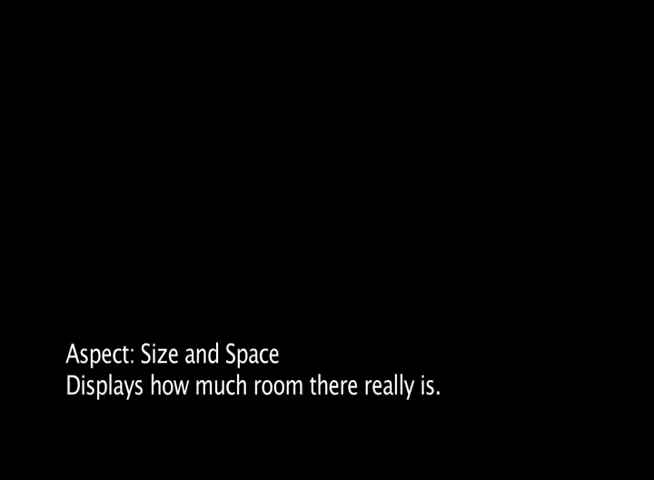 Aspect: Size and Space
Displays how much room there really is.